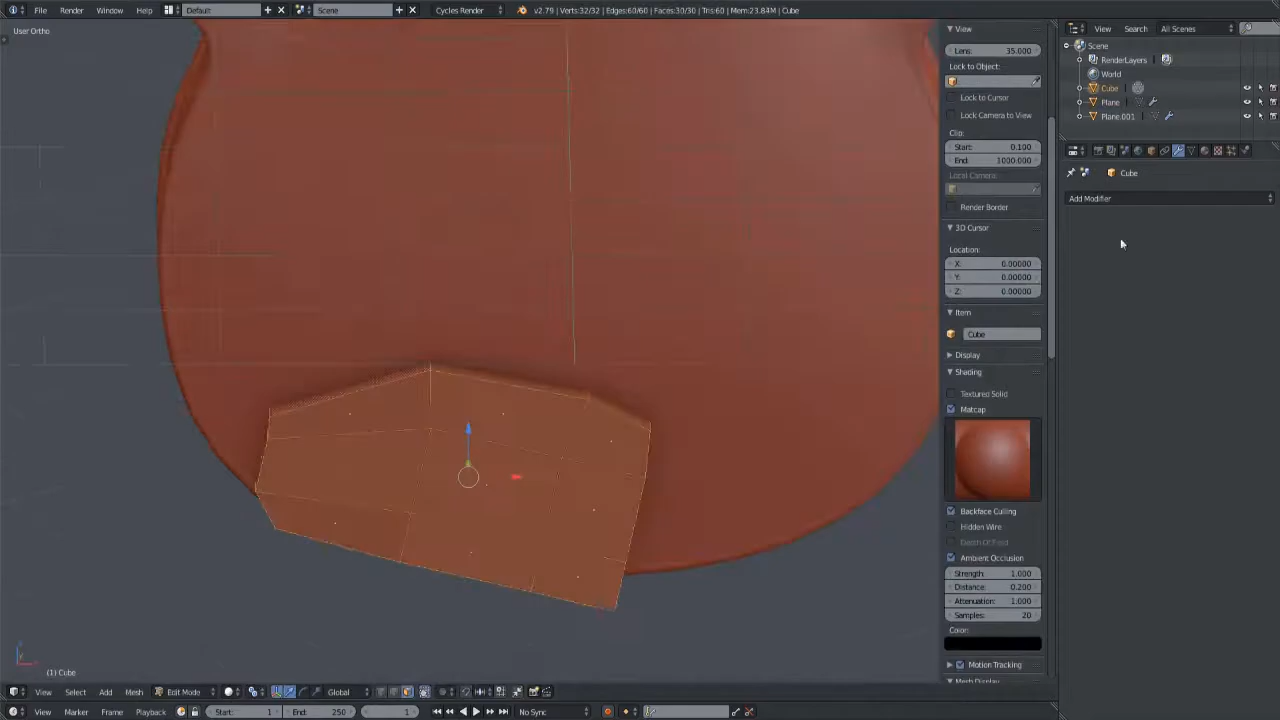 File Render Window Help Default Scene Cycles Render v2.79 | Verts:32/32 | Edges:60/60 | Faces:30/30 | Tris:60 | Mem:23.84M | Cube
User Ortho
View
Lens: 35.000
Lock to Object:
Lock to Cursor
Lock Camera to View
Clip:
Start: 0.100
End: 1000.000
Local Camera:
Render Border
3D Cursor
Location:
X: 0.00000
Y: 0.00000
Z: 0.00000
Item
Cube
Display
Shading
Textured Solid
Matcap
Backface Culling
Hidden Wire
Depth Of Field
Ambient Occlusion
Strength: 1.000
Distance: 0.200
Attenuation: 1.000
Samples: 20
Color:
Motion Tracking
Mesh Display
View Search All Scenes
Scene
RenderLayers
World
Cube
Plane
Plane.001
Cube
Add Modifier
(1) Cube
View Select Add Mesh Edit Mode Global
View Marker Frame Playback Start: 1 End: 250 1 No Sync